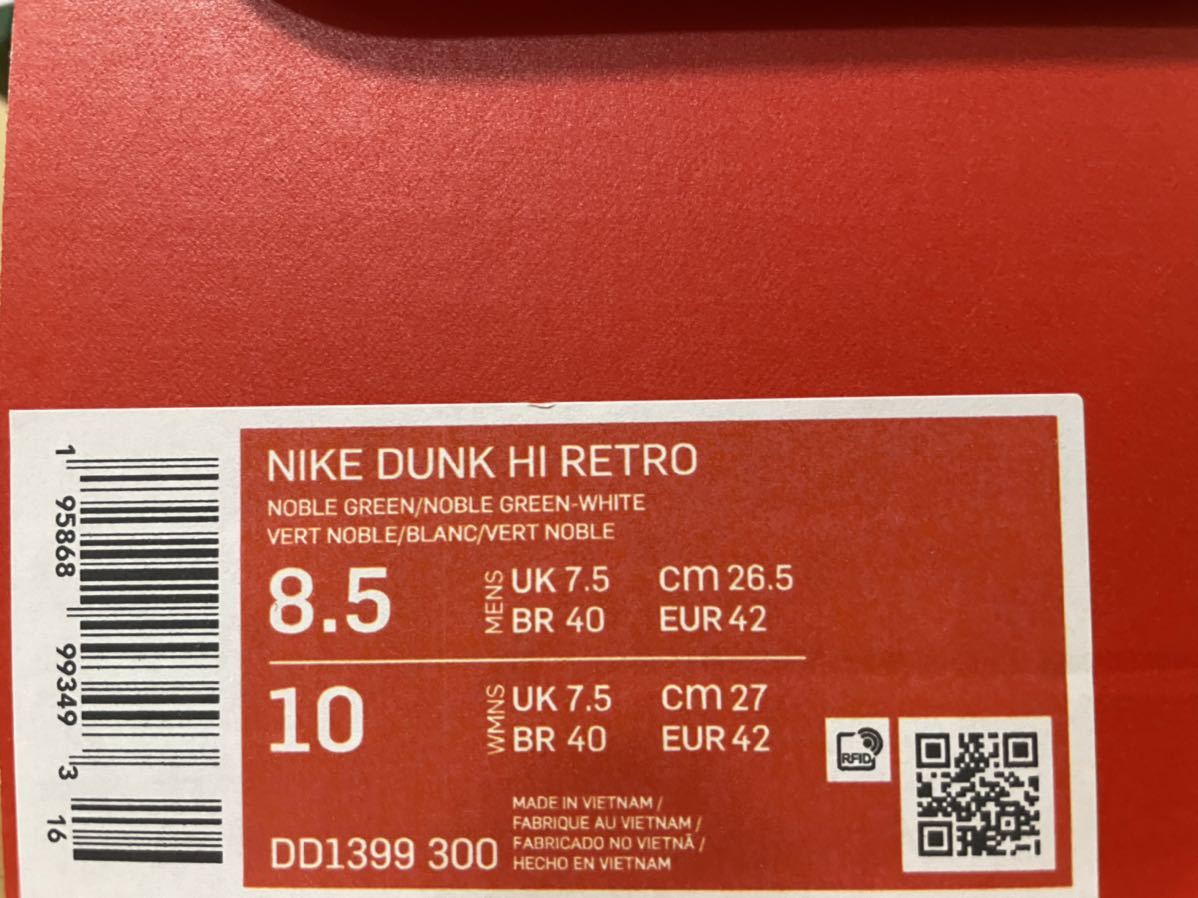 NIKE DUNK HI RETRO
NOBLE GREEN/NOBLE GREEN-WHITE
VERT NOBLE/BLANC/VERT NOBLE
8.5 MENS UK 7.5 cm 26.5
BR 40 EUR 42
10 WMNS UK 7.5 cm 27
BR 40 EUR 42
MADE IN VIETNAM /
FABRIQUE AU VIETNAM /
FABRICADO NO VIETNÃ /
HECHO EN VIETNAM
DD1399 300
RFID
1 95868 99349 3
16